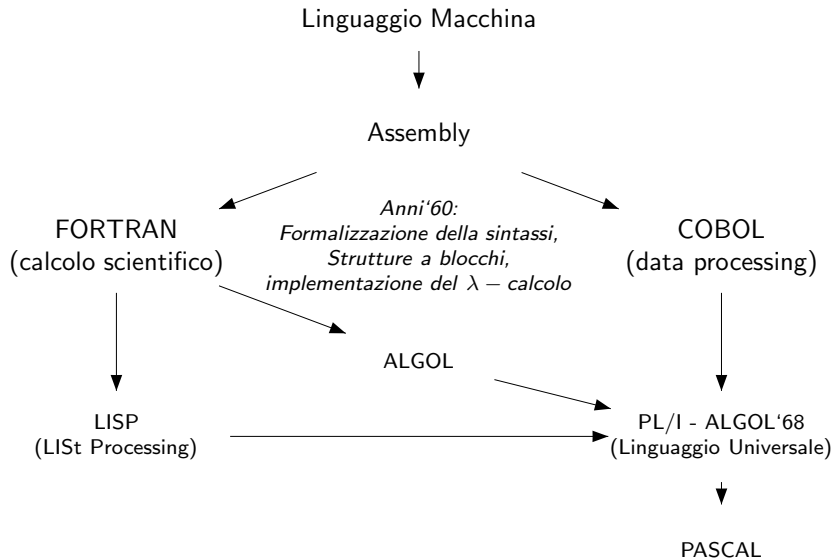 Linguaggio Macchina
Assembly
FORTRAN
(calcolo scientifico)
Anni‘60:
Formalizzazione della sintassi,
Strutture a blocchi,
implementazione del λ − calcolo
COBOL
(data processing)
ALGOL
LISP
(LISt Processing)
PL/I - ALGOL‘68
(Linguaggio Universale)
PASCAL